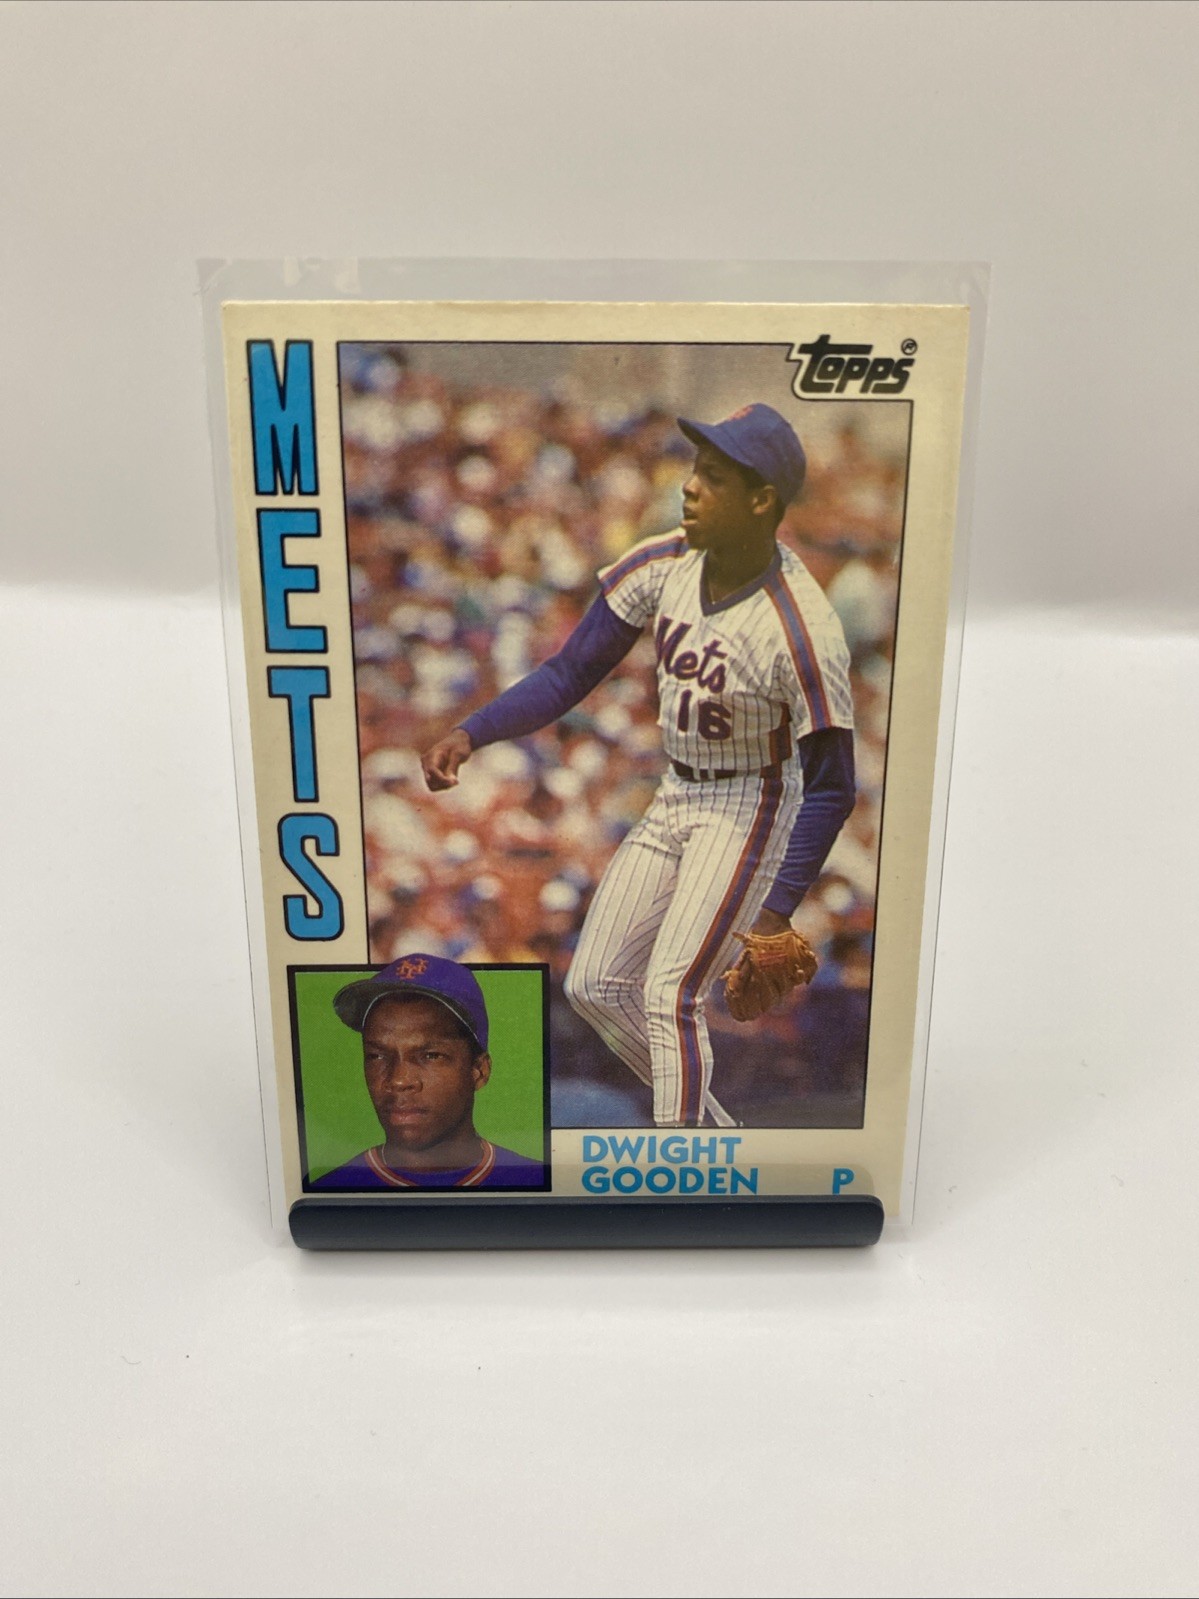 METS
topps®
Mets
16
DWIGHT
GOODEN
P